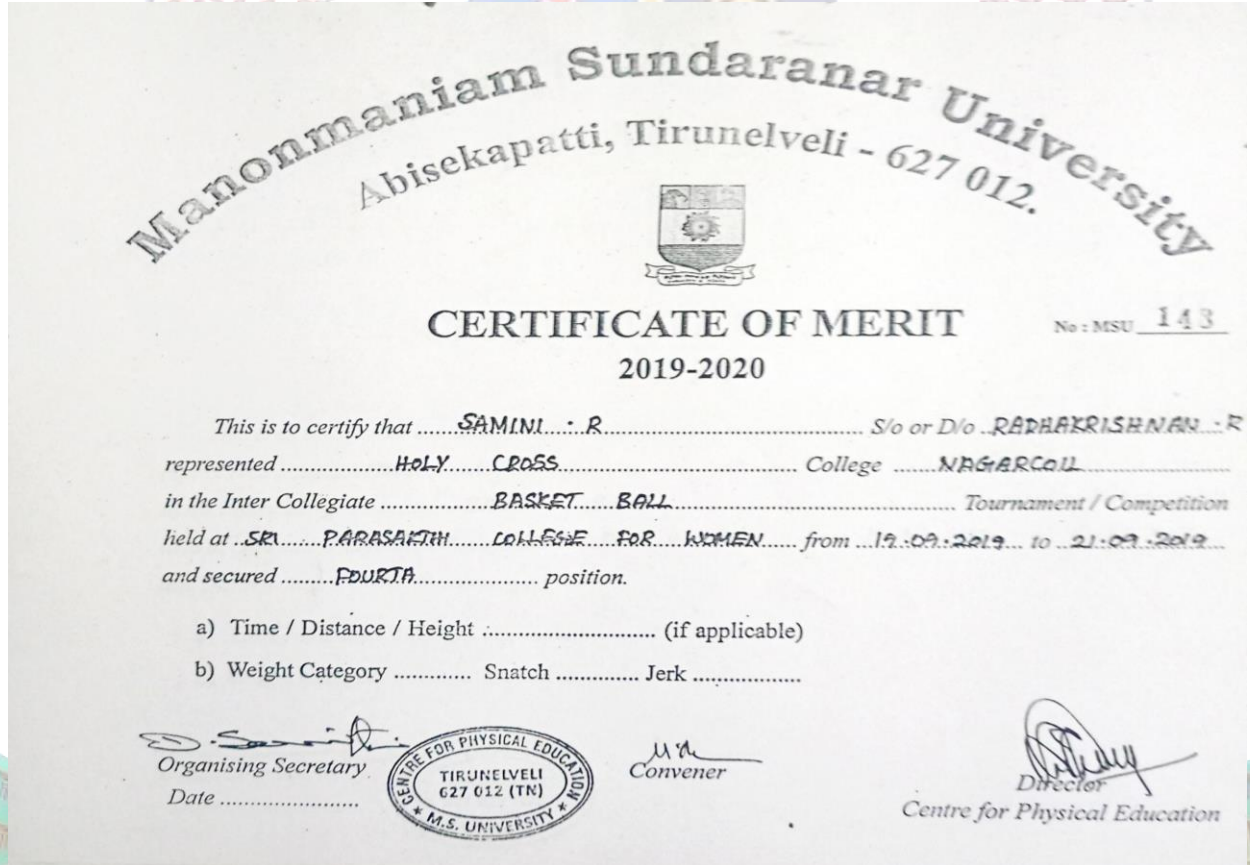 Manonmaniam Sundaranar University
Abisekapatti, Tirunelveli - 627 012.
CERTIFICATE OF MERIT
No : MSU 143
2019-2020
This is to certify that ......SAMINI . R.......................................... S/o or D/o ..RADHAKRISHNAN . R
represented .................HOLY CROSS..................................... College .......NAGARCOIL......................
in the Inter Collegiate ...................BASKET BALL............................................. Tournament / Competition
held at ..SRI PARASAKTHI COLLEGE FOR WOMEN.... from ...19.09.2019... to ...21.09.2019...
and secured ........FOURTH................... position.
a) Time / Distance / Height ............................. (if applicable)
b) Weight Category ............. Snatch .............. Jerk ..................
Organising Secretary
Convener
Director
Date .......................
Centre for Physical Education
CENTRE FOR PHYSICAL EDUCATION
TIRUNELVELI
627 012 (TN)
* M.S. UNIVERSITY *